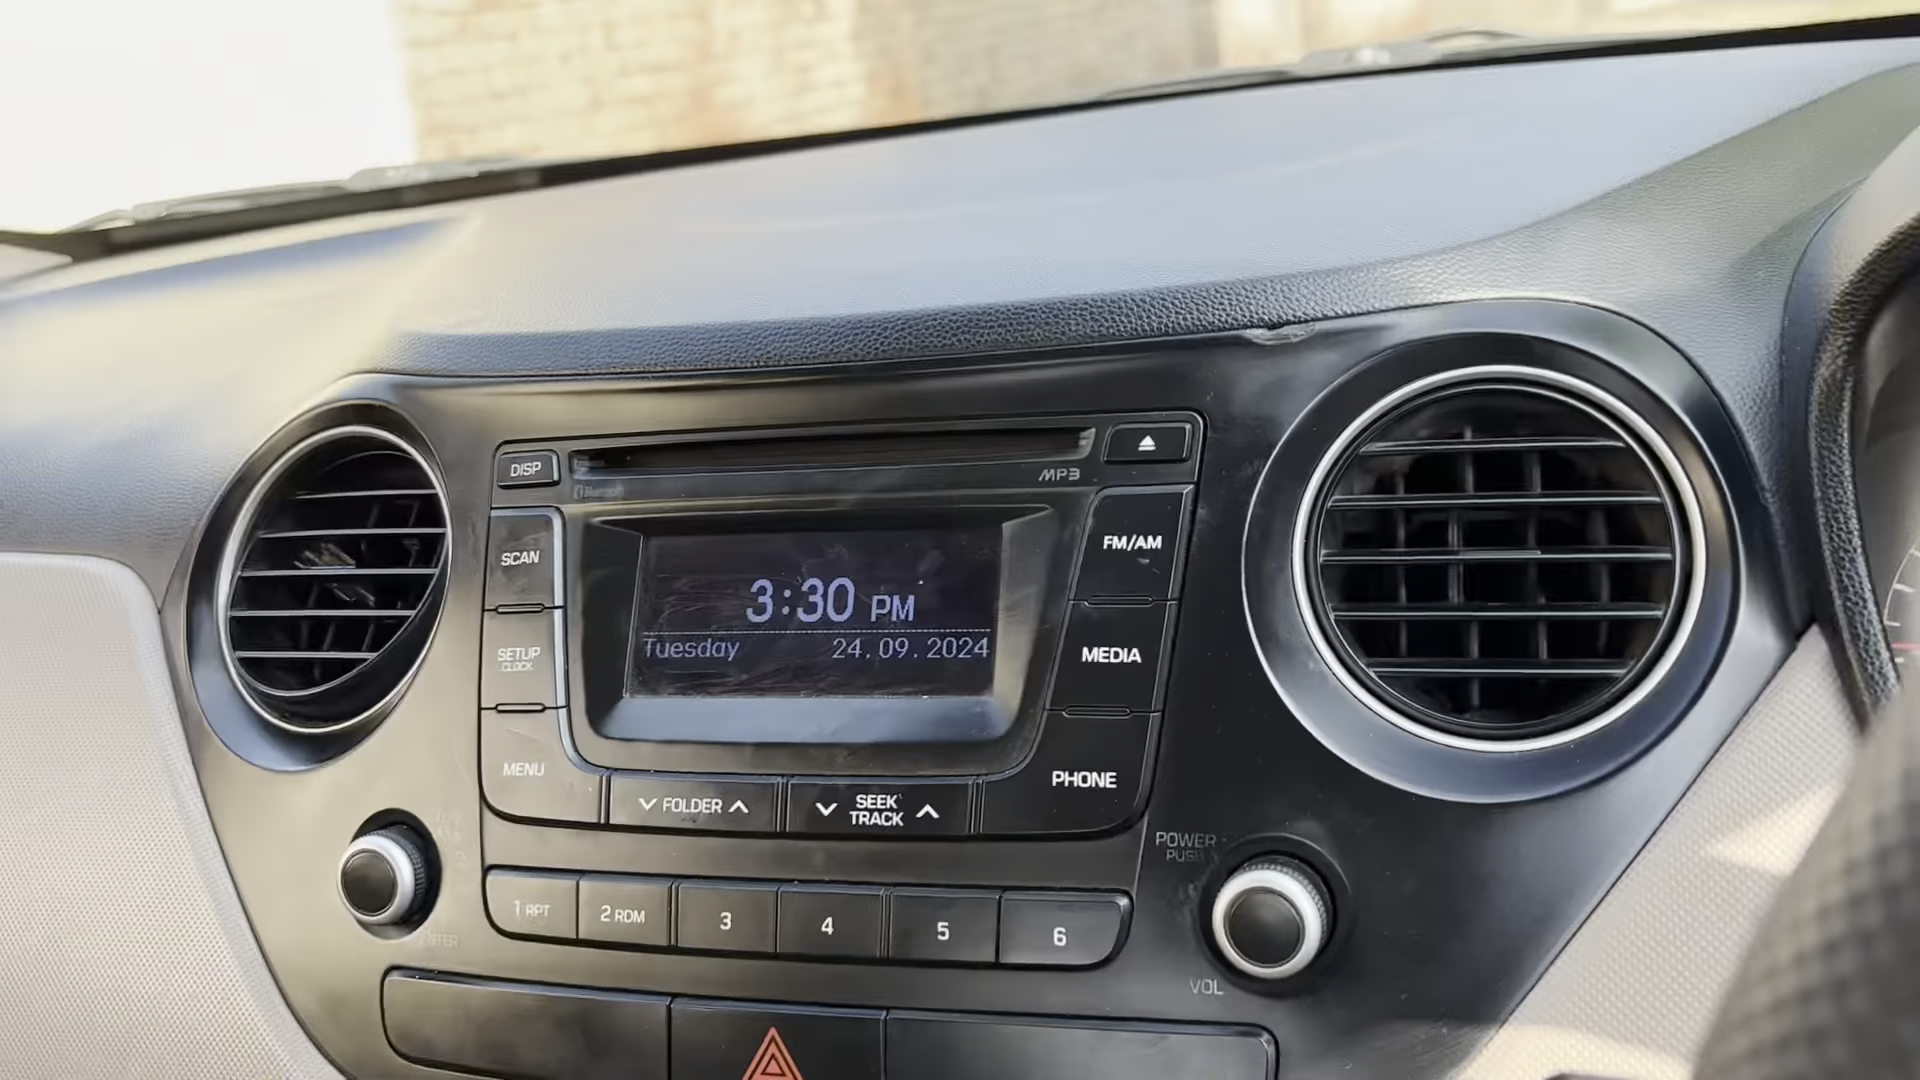 DISP
MP3
SCAN
FM/AM
3:30 PM
Tuesday 24.09.2024
SETUP
CLOCK
MEDIA
MENU
PHONE
FOLDER
SEEK
TRACK
POWER
PUSH
1 RPT
2 RDM
3
4
5
6
VOL